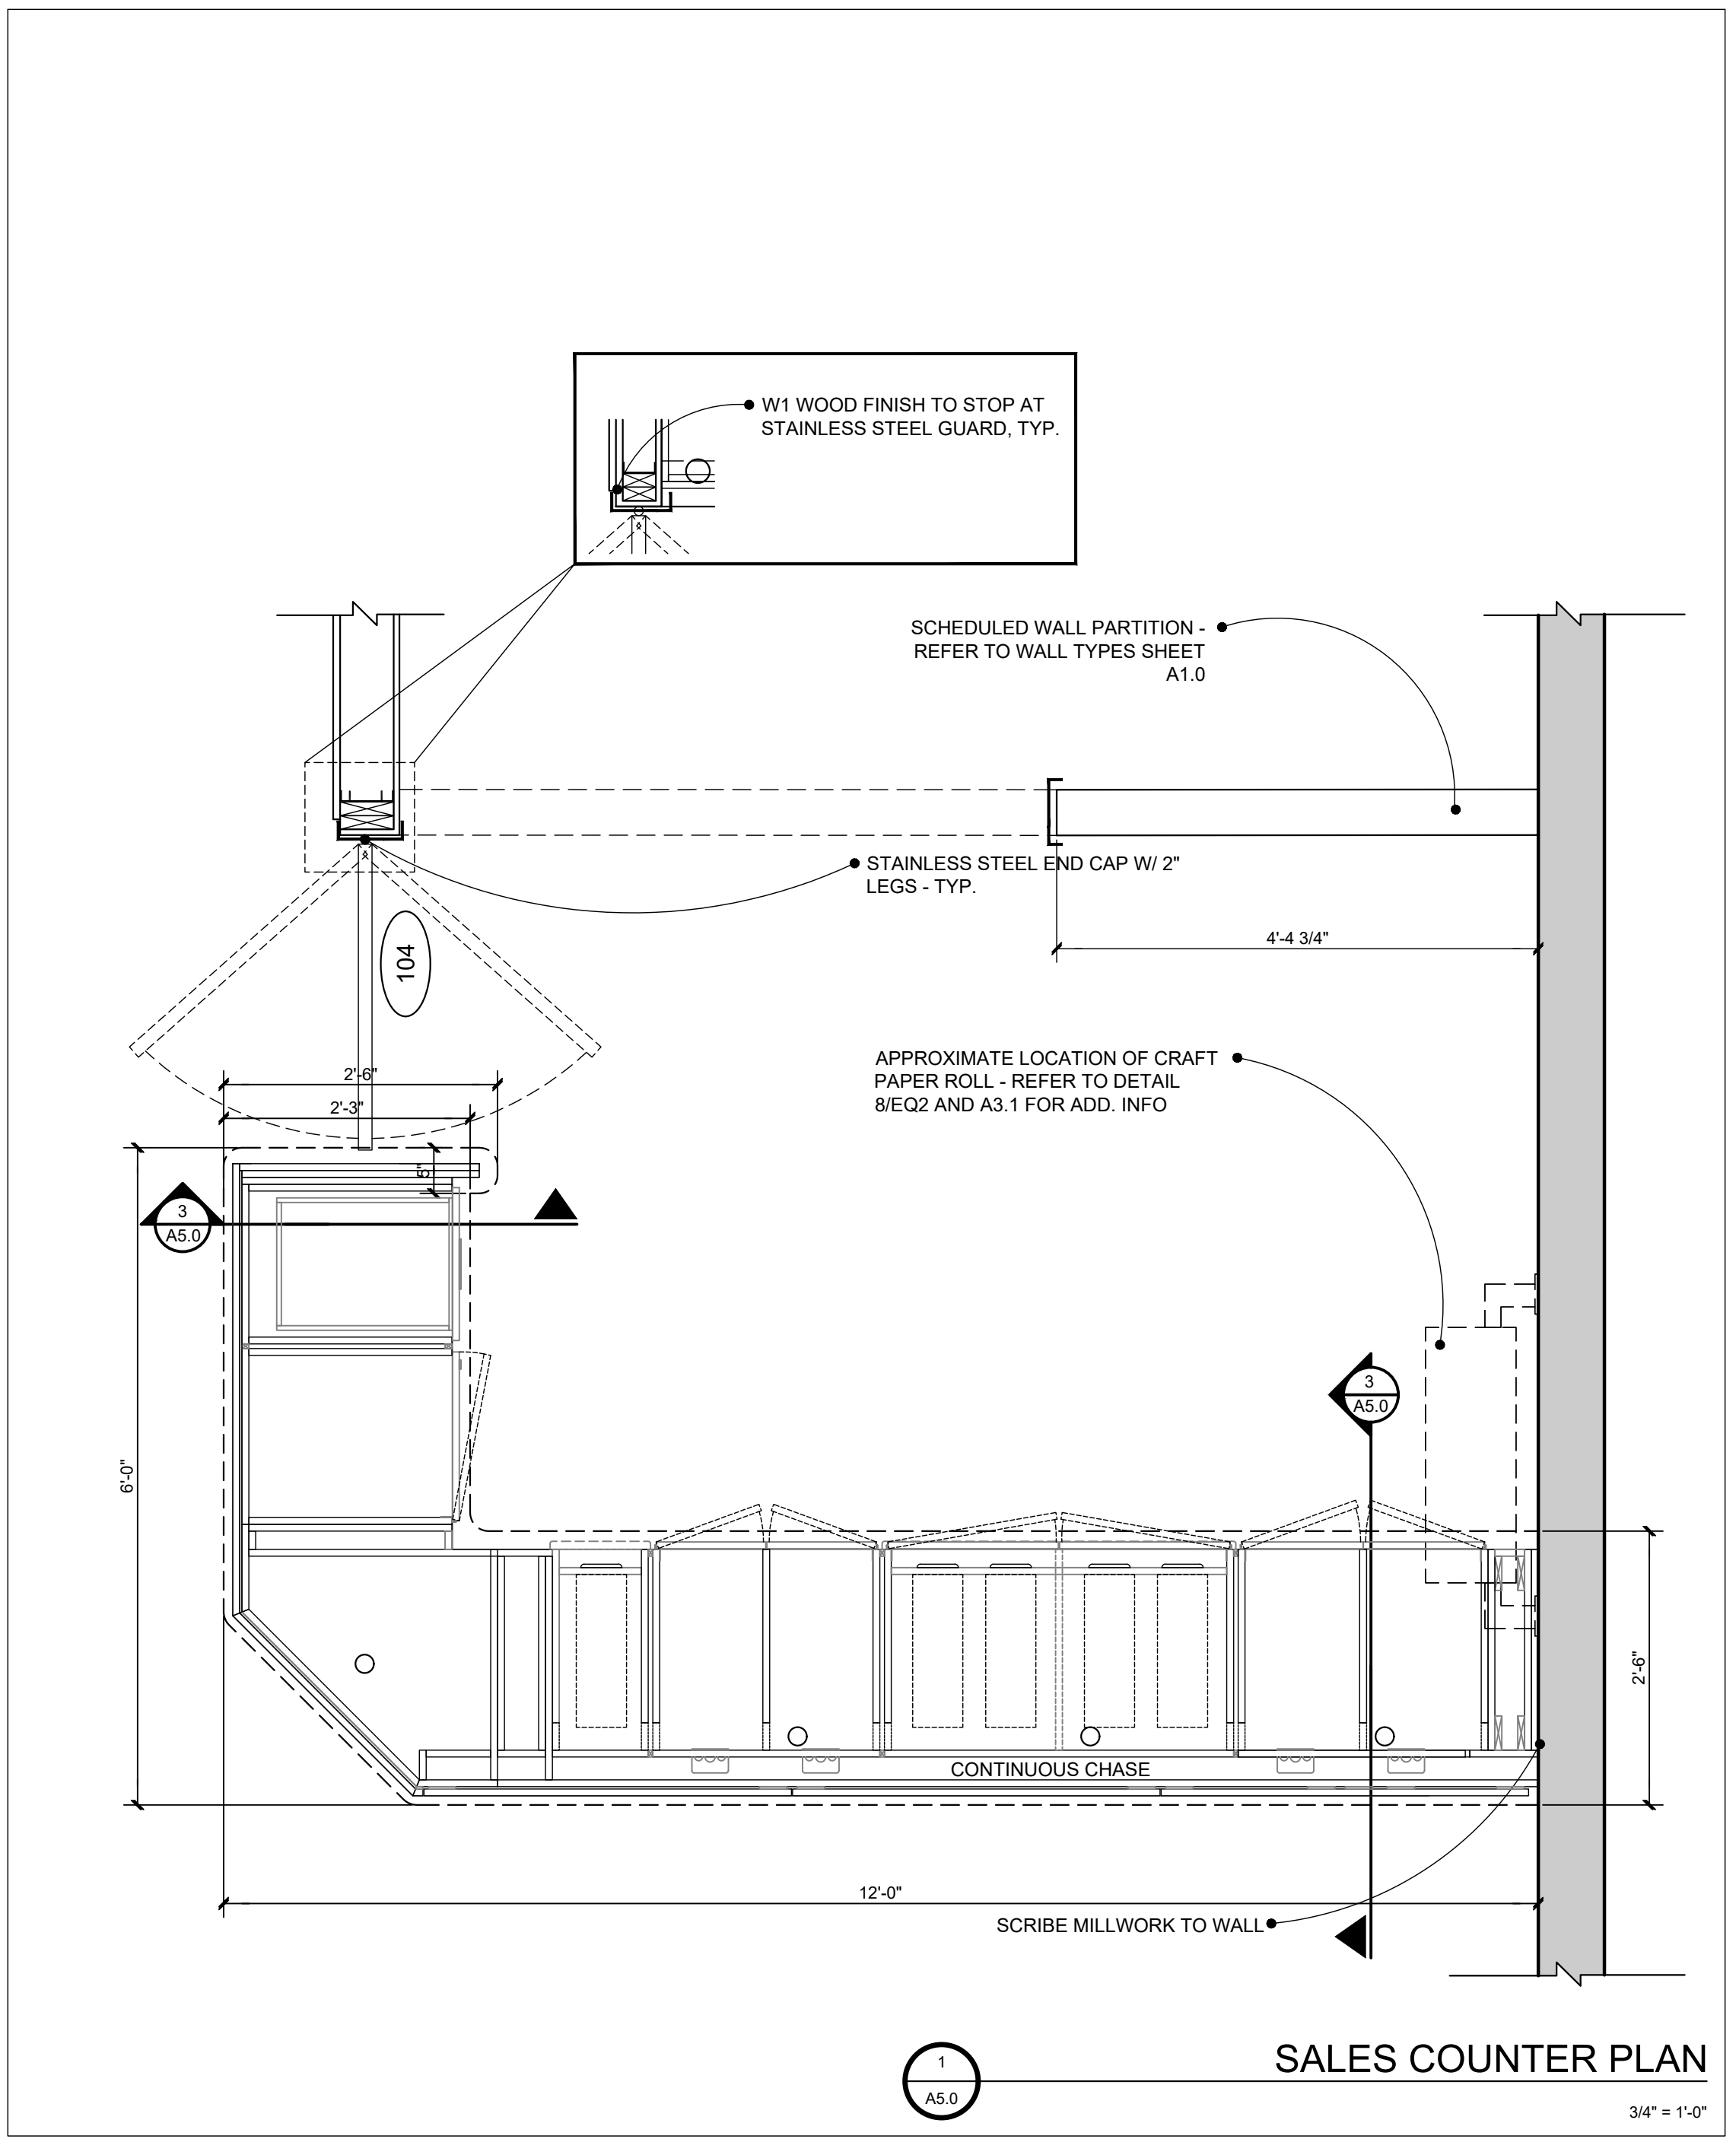 W1 WOOD FINISH TO STOP AT
STAINLESS STEEL GUARD, TYP.
SCHEDULED WALL PARTITION -
REFER TO WALL TYPES SHEET
A1.0
STAINLESS STEEL END CAP W/ 2"
LEGS - TYP.
104
4'-4 3/4"
APPROXIMATE LOCATION OF CRAFT
PAPER ROLL - REFER TO DETAIL
8/EQ2 AND A3.1 FOR ADD. INFO
2'-6"
2'-3"
5"
3
A5.0
3
A5.0
6'-0"
2'-6"
CONTINUOUS CHASE
12'-0"
SCRIBE MILLWORK TO WALL
1
A5.0
SALES COUNTER PLAN
3/4" = 1'-0"